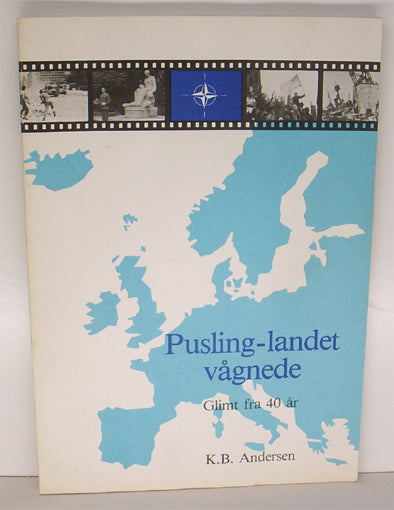 Pusling-landet
vågnede
Glimt fra 40 år
K.B. Andersen